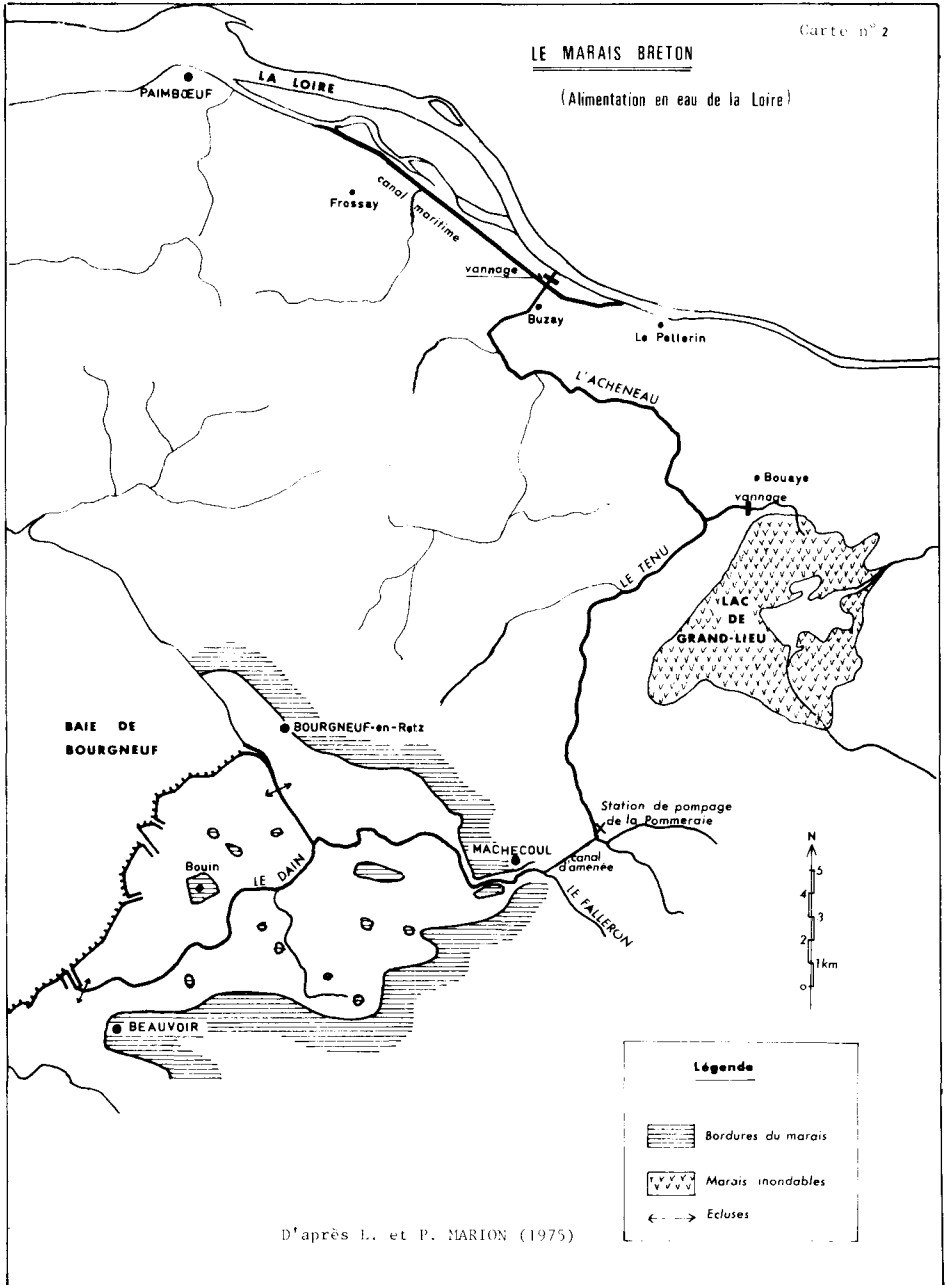 Carte n° 2
LE MARAIS BRETON
(Alimentation en eau de la Loire)
LA LOIRE
PAIMBŒUF
Frossay
canal maritime
vannage
Buzay
Le Pellerin
L'ACHENEAU
Bouaye
vannage
LE TENU
LAC
DE
GRAND-LIEU
BAIE DE
BOURGNEUF
BOURGNEUF-en-Retz
Station de pompage
de la Pommeraie
MACHECOUL
canal
d'amenée
Bouin
LE DAIN
LE FALLERON
N
5
4
3
2
1km
0
BEAUVOIR
Légende
Bordures du marais
Marais inondables
Ecluses
D'après L. et P. MARION (1975)